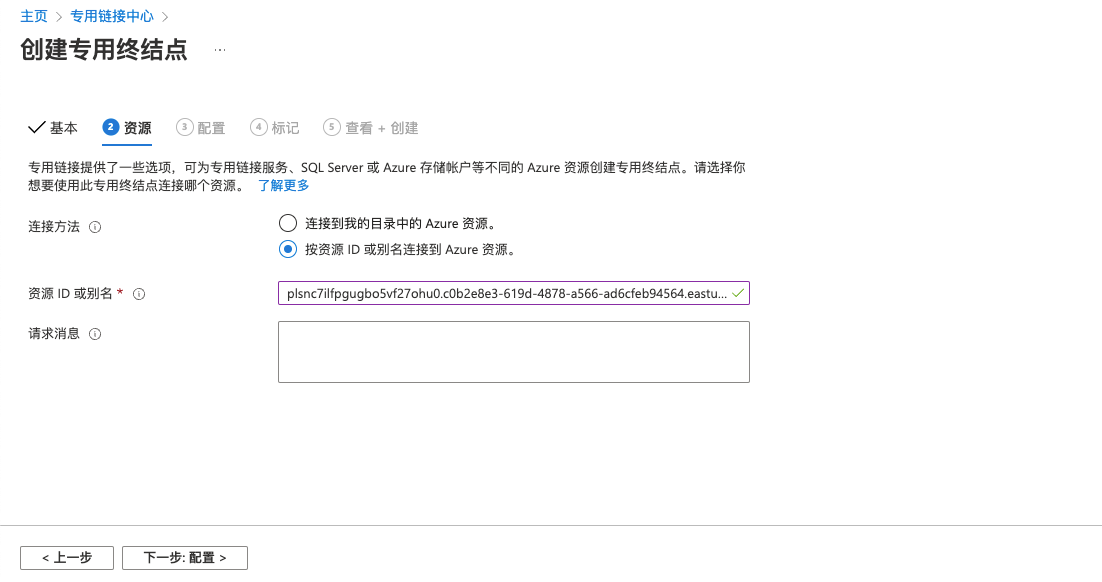 主页 > 专用链接中心 >
创建专用终结点 ...
基本 2 资源 3 配置 4 标记 5 查看 + 创建
专用链接提供了一些选项，可为专用链接服务、SQL Server 或 Azure 存储帐户等不同的 Azure 资源创建专用终结点。请选择你
想要使用此专用终结点连接哪个资源。 了解更多
连接方法
连接到我的目录中的 Azure 资源。
按资源 ID 或别名连接到 Azure 资源。
资源 ID 或别名 * plsnc7ilfpgugbo5vf27ohu0.c0b2e8e3-619d-4878-a566-ad6cfeb94564.eastu...
请求消息
< 上一步 下一步: 配置 >